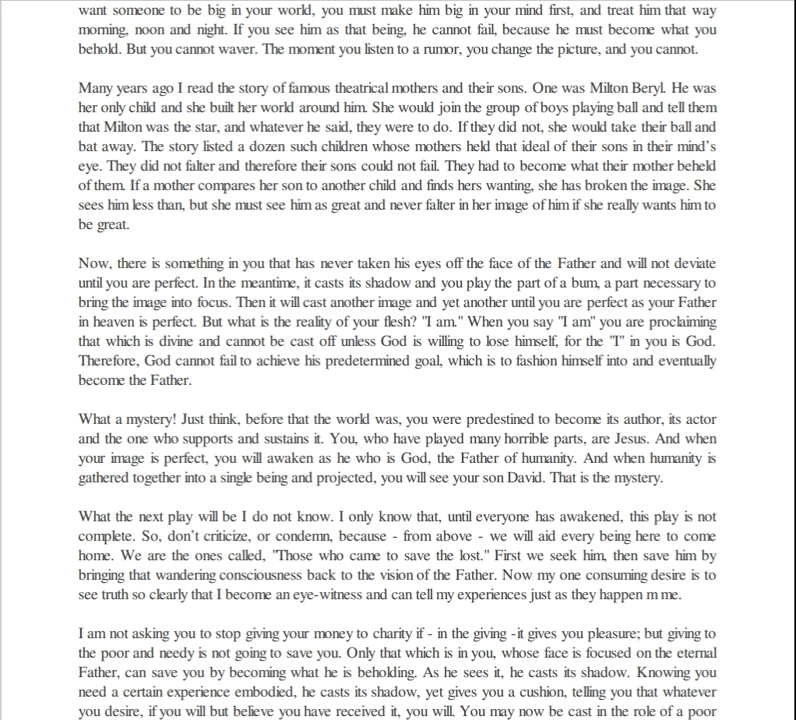 want someone to be big in your world, you must make him big in your mind first, and treat him that way
morning, noon and night. If you see him as that being, he cannot fail, because he must become what you
behold. But you cannot waver. The moment you listen to a rumor, you change the picture, and you cannot.
Many years ago I read the story of famous theatrical mothers and their sons. One was Milton Beryl. He was
her only child and she built her world around him. She would join the group of boys playing ball and tell them
that Milton was the star, and whatever he said, they were to do. If they did not, she would take their ball and
bat away. The story listed a dozen such children whose mothers held that ideal of their sons in their mind's
eye. They did not falter and therefore their sons could not fail. They had to become what their mother beheld
of them. If a mother compares her son to another child and finds hers wanting, she has broken the image. She
sees him less than, but she must see him as great and never falter in her image of him if she really wants him to
be great.
Now, there is something in you that has never taken his eyes off the face of the Father and will not deviate
until you are perfect. In the meantime, it casts its shadow and you play the part of a bum, a part necessary to
bring the image into focus. Then it will cast another image and yet another until you are perfect as your Father
in heaven is perfect. But what is the reality of your flesh? "I am." When you say "I am" you are proclaiming
that which is divine and cannot be cast off unless God is willing to lose himself, for the "I" in you is God.
Therefore, God cannot fail to achieve his predetermined goal, which is to fashion himself into and eventually
become the Father.
What a mystery! Just think, before that the world was, you were predestined to become its author, its actor
and the one who supports and sustains it. You, who have played many horrible parts, are Jesus. And when
your image is perfect, you will awaken as he who is God, the Father of humanity. And when humanity is
gathered together into a single being and projected, you will see your son David. That is the mystery.
What the next play will be I do not know. I only know that, until everyone has awakened, this play is not
complete. So, don't criticize, or condemn, because - from above - we will aid every being here to come
home. We are the ones called, "Those who came to save the lost." First we seek him, then save him by
bringing that wandering consciousness back to the vision of the Father. Now my one consuming desire is to
see truth so clearly that I become an eye-witness and can tell my experiences just as they happen m me.
I am not asking you to stop giving your money to charity if - in the giving -it gives you pleasure; but giving to
the poor and needy is not going to save you. Only that which is in you, whose face is focused on the eternal
Father, can save you by becoming what he is beholding. As he sees it, he casts its shadow. Knowing you
need a certain experience embodied, he casts its shadow, yet gives you a cushion, telling you that whatever
you desire, if you will but believe you have received it, you will. You may now be cast in the role of a poor